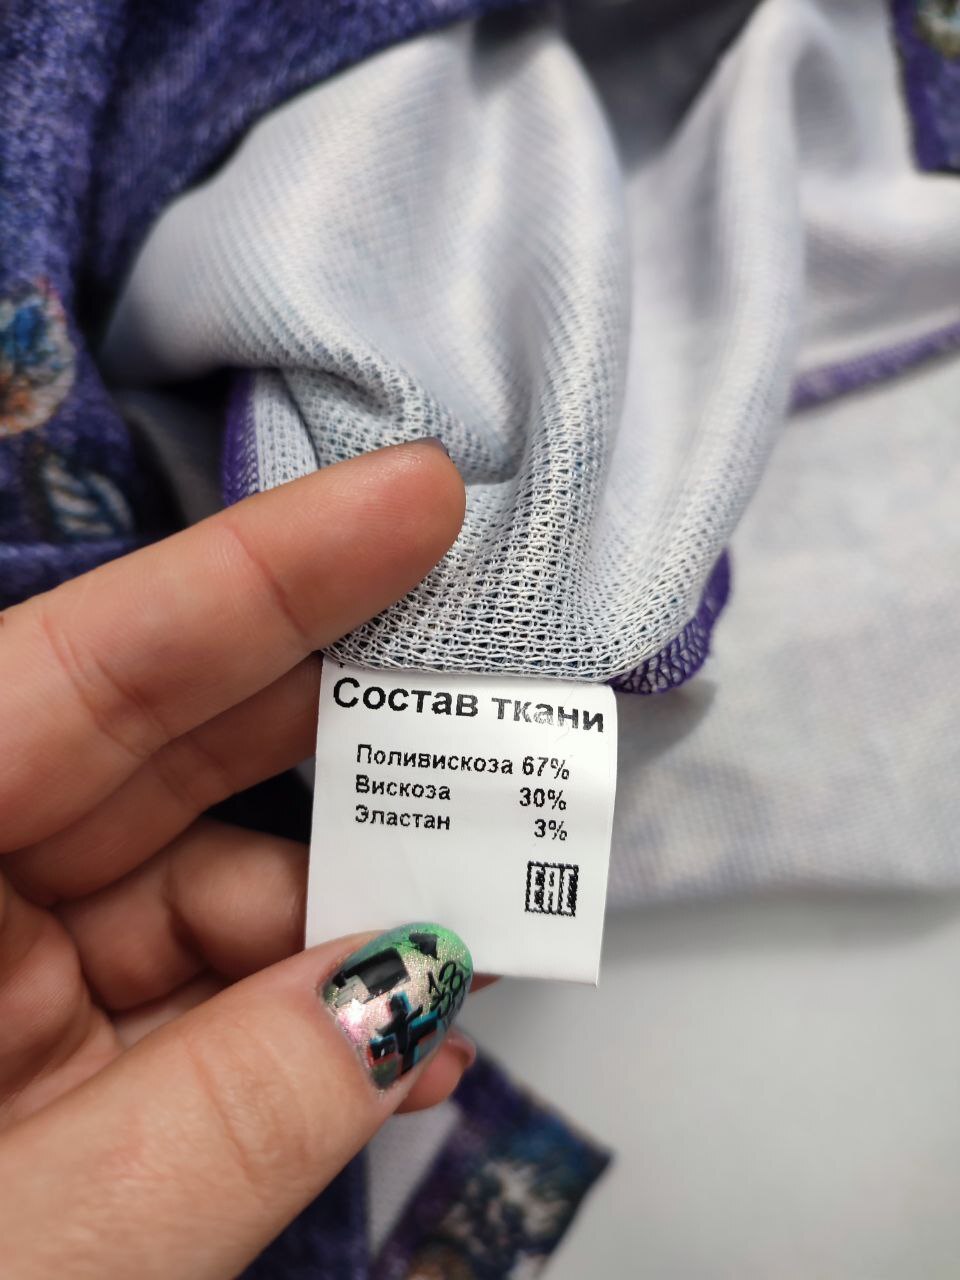 Состав ткани
Поливискоза 67%
Вискоза 30%
Эластан 3%
EAC